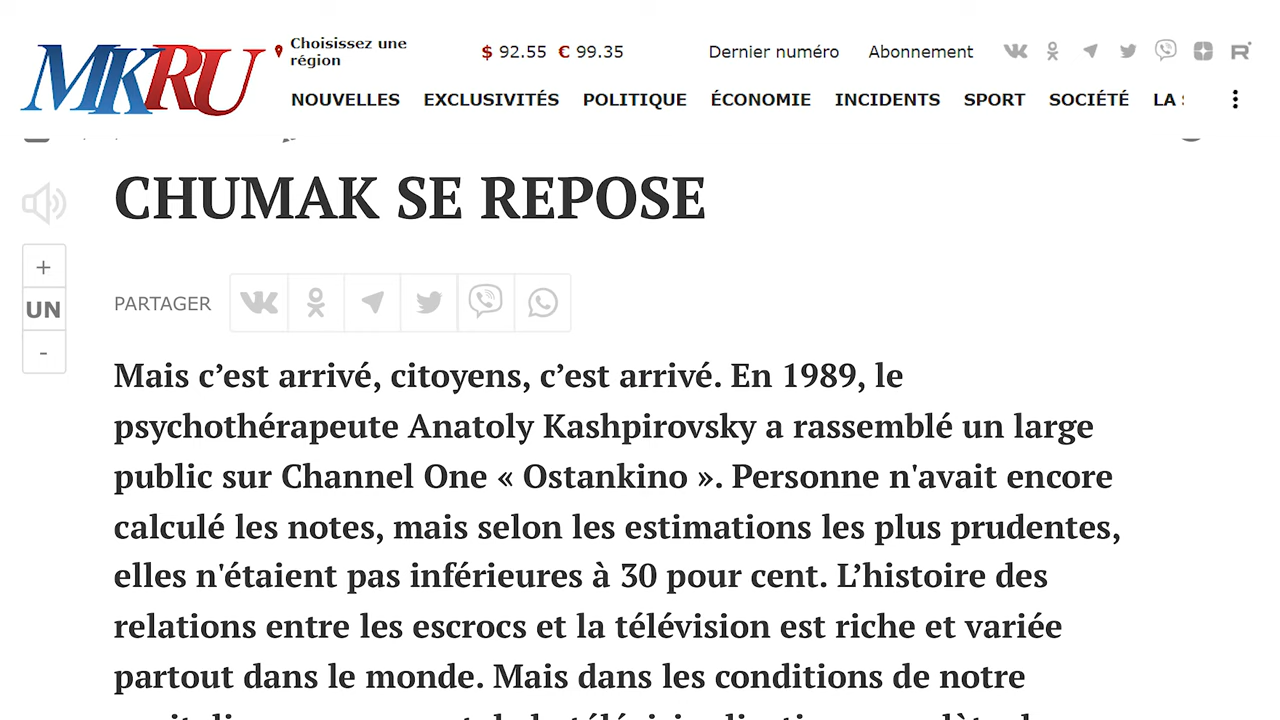 MKRU
Choisissez une
région
$ 92.55 € 99.35
Dernier numéro
Abonnement
NOUVELLES EXCLUSIVITÉS POLITIQUE ÉCONOMIE INCIDENTS SPORT SOCIÉTÉ LA
CHUMAK SE REPOSE
+
UN
-
PARTAGER
Mais c’est arrivé, citoyens, c’est arrivé. En 1989, le
psychothérapeute Anatoly Kashpirovsky a rassemblé un large
public sur Channel One « Ostankino ». Personne n'avait encore
calculé les notes, mais selon les estimations les plus prudentes,
elles n'étaient pas inférieures à 30 pour cent. L’histoire des
relations entre les escrocs et la télévision est riche et variée
partout dans le monde. Mais dans les conditions de notre